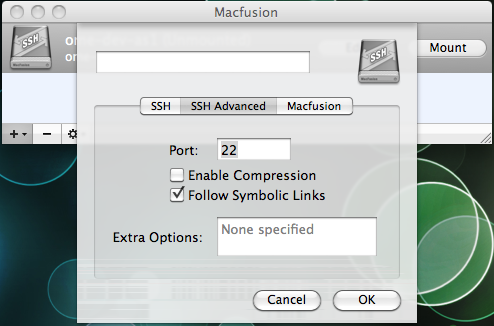 Macfusion
SSH
SSH
Mount
SSH
SSH Advanced
Macfusion
Port:
22
Enable Compression
Follow Symbolic Links
Extra Options:
None specified
Cancel
OK